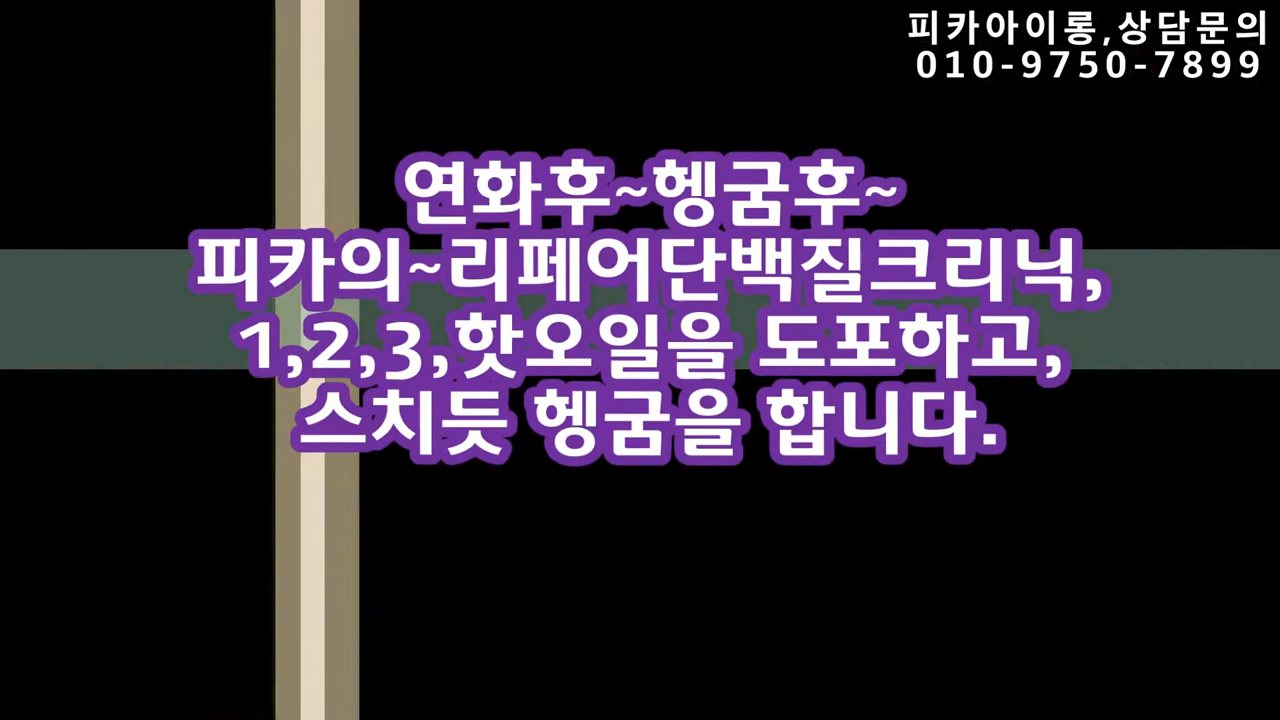 피카아이롱,상담문의
010-9750-7899
연화후~헹굼후~
피카의~리페어단백질크리닉,
1,2,3,핫오일을 도포하고,
스치듯 헹굼을 합니다.